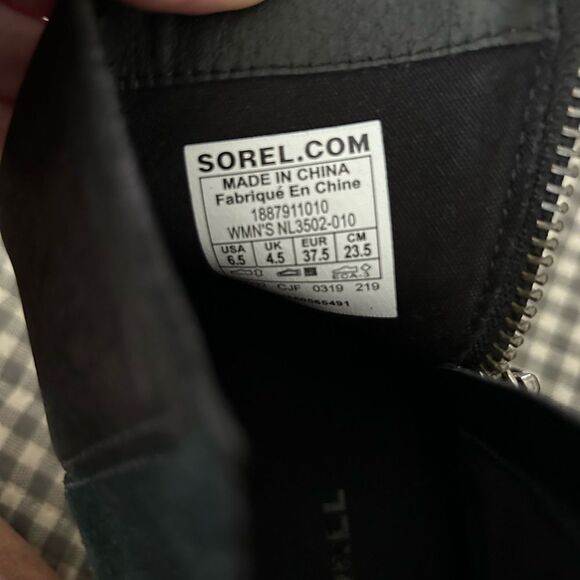 SOREL.COM
MADE IN CHINA
Fabriqué En Chine
1887911010
WMN'S NL3502-010
USA UK EUR CM
6.5 4.5 37.5 23.5
CJF 0319 219